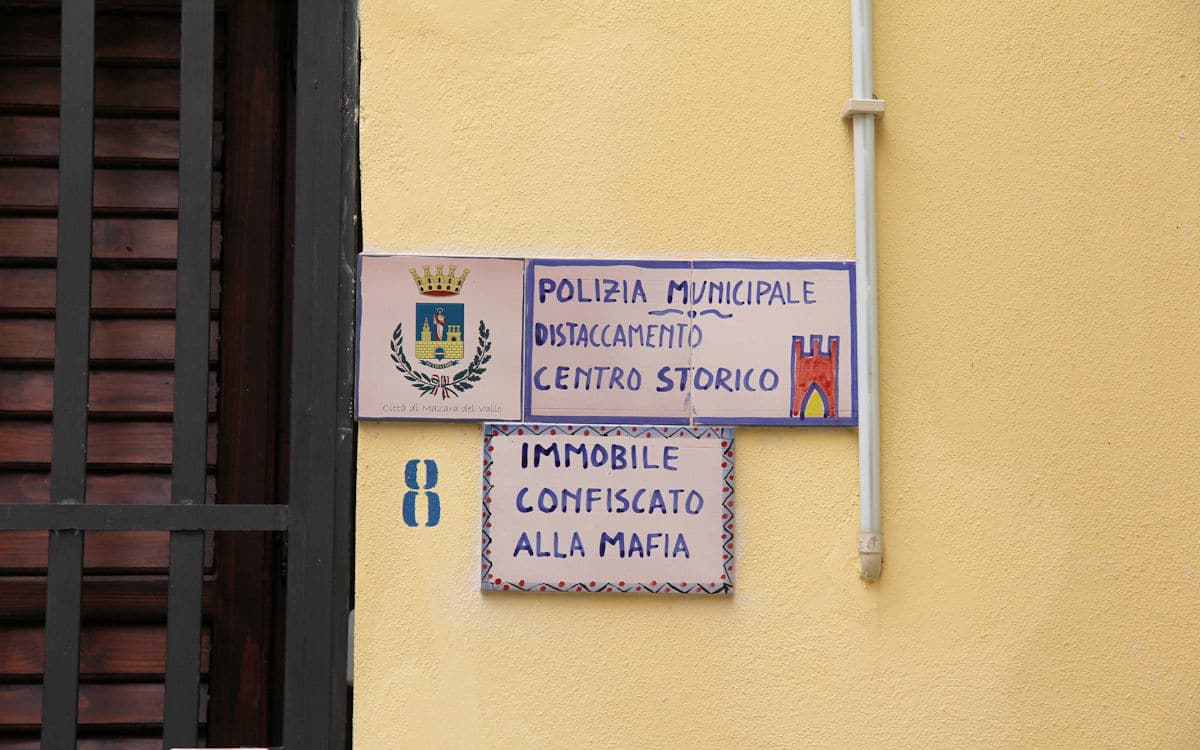 POLIZIA MUNICIPALE
DISTACCAMENTO
CENTRO STORICO
Città di Mazara del Vallo
8
IMMOBILE
CONFISCATO
ALLA MAFIA